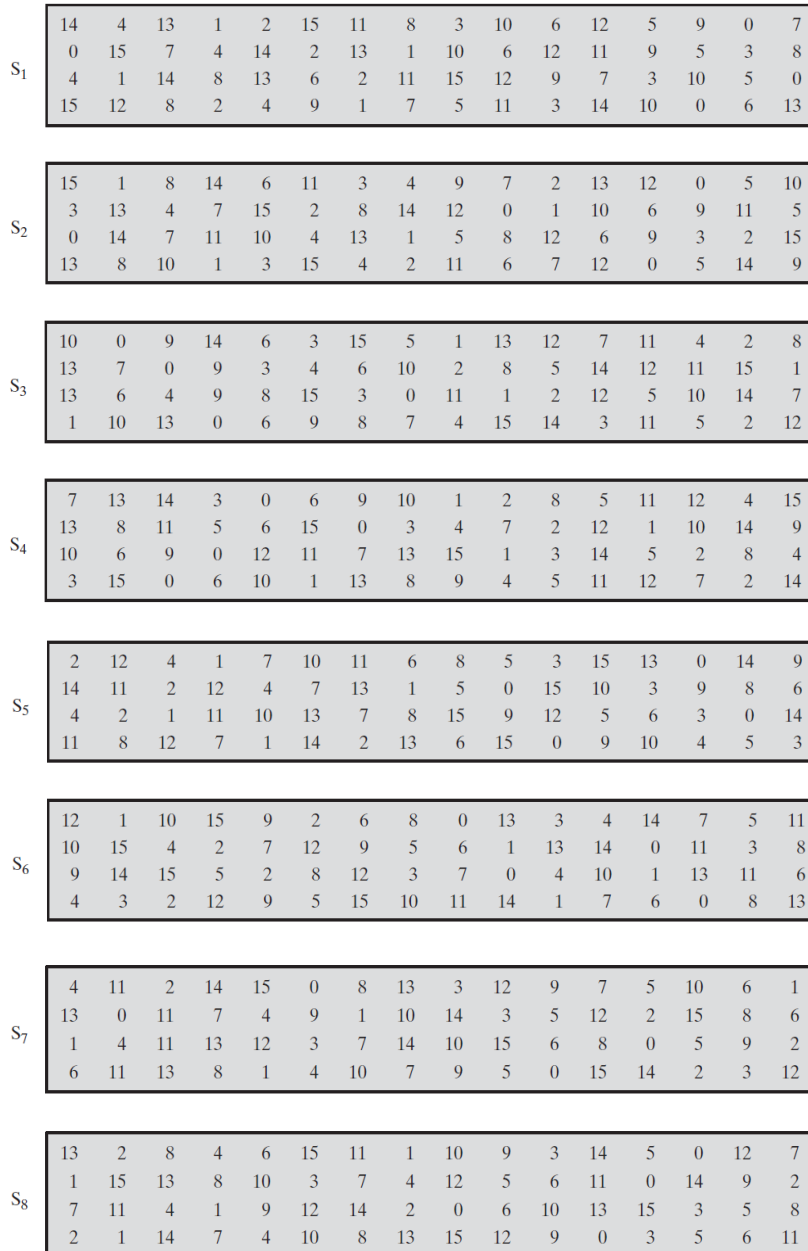 14 4 13 1 2 15 11 8 3 10 6 12 5 9 0 7
0 15 7 4 14 2 13 1 10 6 12 11 9 5 3 8
S₁
4 1 14 8 13 6 2 11 15 12 9 7 3 10 5 0
15 12 8 2 4 9 1 7 5 11 3 14 10 0 6 13
15 1 8 14 6 11 3 4 9 7 2 13 12 0 5 10
3 13 4 7 15 2 8 14 12 0 1 10 6 9 11 5
S₂
0 14 7 11 10 4 13 1 5 8 12 6 9 3 2 15
13 8 10 1 3 15 4 2 11 6 7 12 0 5 14 9
10 0 9 14 6 3 15 5 1 13 12 7 11 4 2 8
13 7 0 9 3 4 6 10 2 8 5 14 12 11 15 1
S₃
13 6 4 9 8 15 3 0 11 1 2 12 5 10 14 7
1 10 13 0 6 9 8 7 4 15 14 3 11 5 2 12
7 13 14 3 0 6 9 10 1 2 8 5 11 12 4 15
13 8 11 5 6 15 0 3 4 7 2 12 1 10 14 9
S₄
10 6 9 0 12 11 7 13 15 1 3 14 5 2 8 4
3 15 0 6 10 1 13 8 9 4 5 11 12 7 2 14
2 12 4 1 7 10 11 6 8 5 3 15 13 0 14 9
14 11 2 12 4 7 13 1 5 0 15 10 3 9 8 6
S₅
4 2 1 11 10 13 7 8 15 9 12 5 6 3 0 14
11 8 12 7 1 14 2 13 6 15 0 9 10 4 5 3
12 1 10 15 9 2 6 8 0 13 3 4 14 7 5 11
10 15 4 2 7 12 9 5 6 1 13 14 0 11 3 8
S₆
9 14 15 5 2 8 12 3 7 0 4 10 1 13 11 6
4 3 2 12 9 5 15 10 11 14 1 7 6 0 8 13
4 11 2 14 15 0 8 13 3 12 9 7 5 10 6 1
13 0 11 7 4 9 1 10 14 3 5 12 2 15 8 6
S₇
1 4 11 13 12 3 7 14 10 15 6 8 0 5 9 2
6 11 13 8 1 4 10 7 9 5 0 15 14 2 3 12
13 2 8 4 6 15 11 1 10 9 3 14 5 0 12 7
1 15 13 8 10 3 7 4 12 5 6 11 0 14 9 2
S₈
7 11 4 1 9 12 14 2 0 6 10 13 15 3 5 8
2 1 14 7 4 10 8 13 15 12 9 0 3 5 6 11